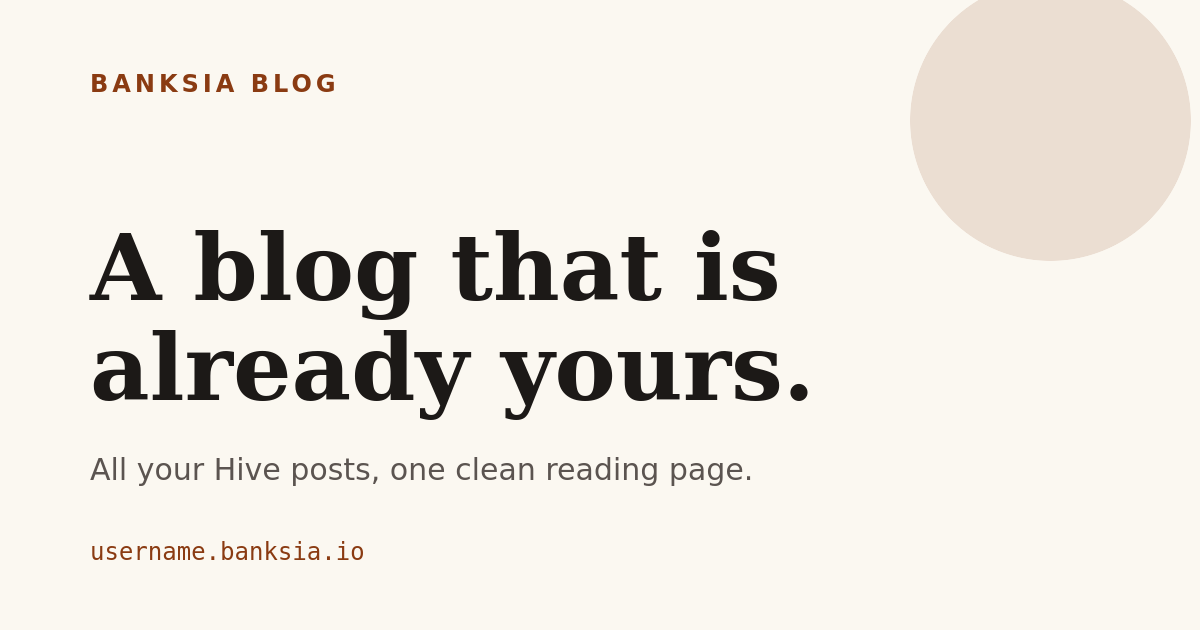 BANKSIA BLOG
A blog that is
already yours.
All your Hive posts, one clean reading page.
username.banksia.io